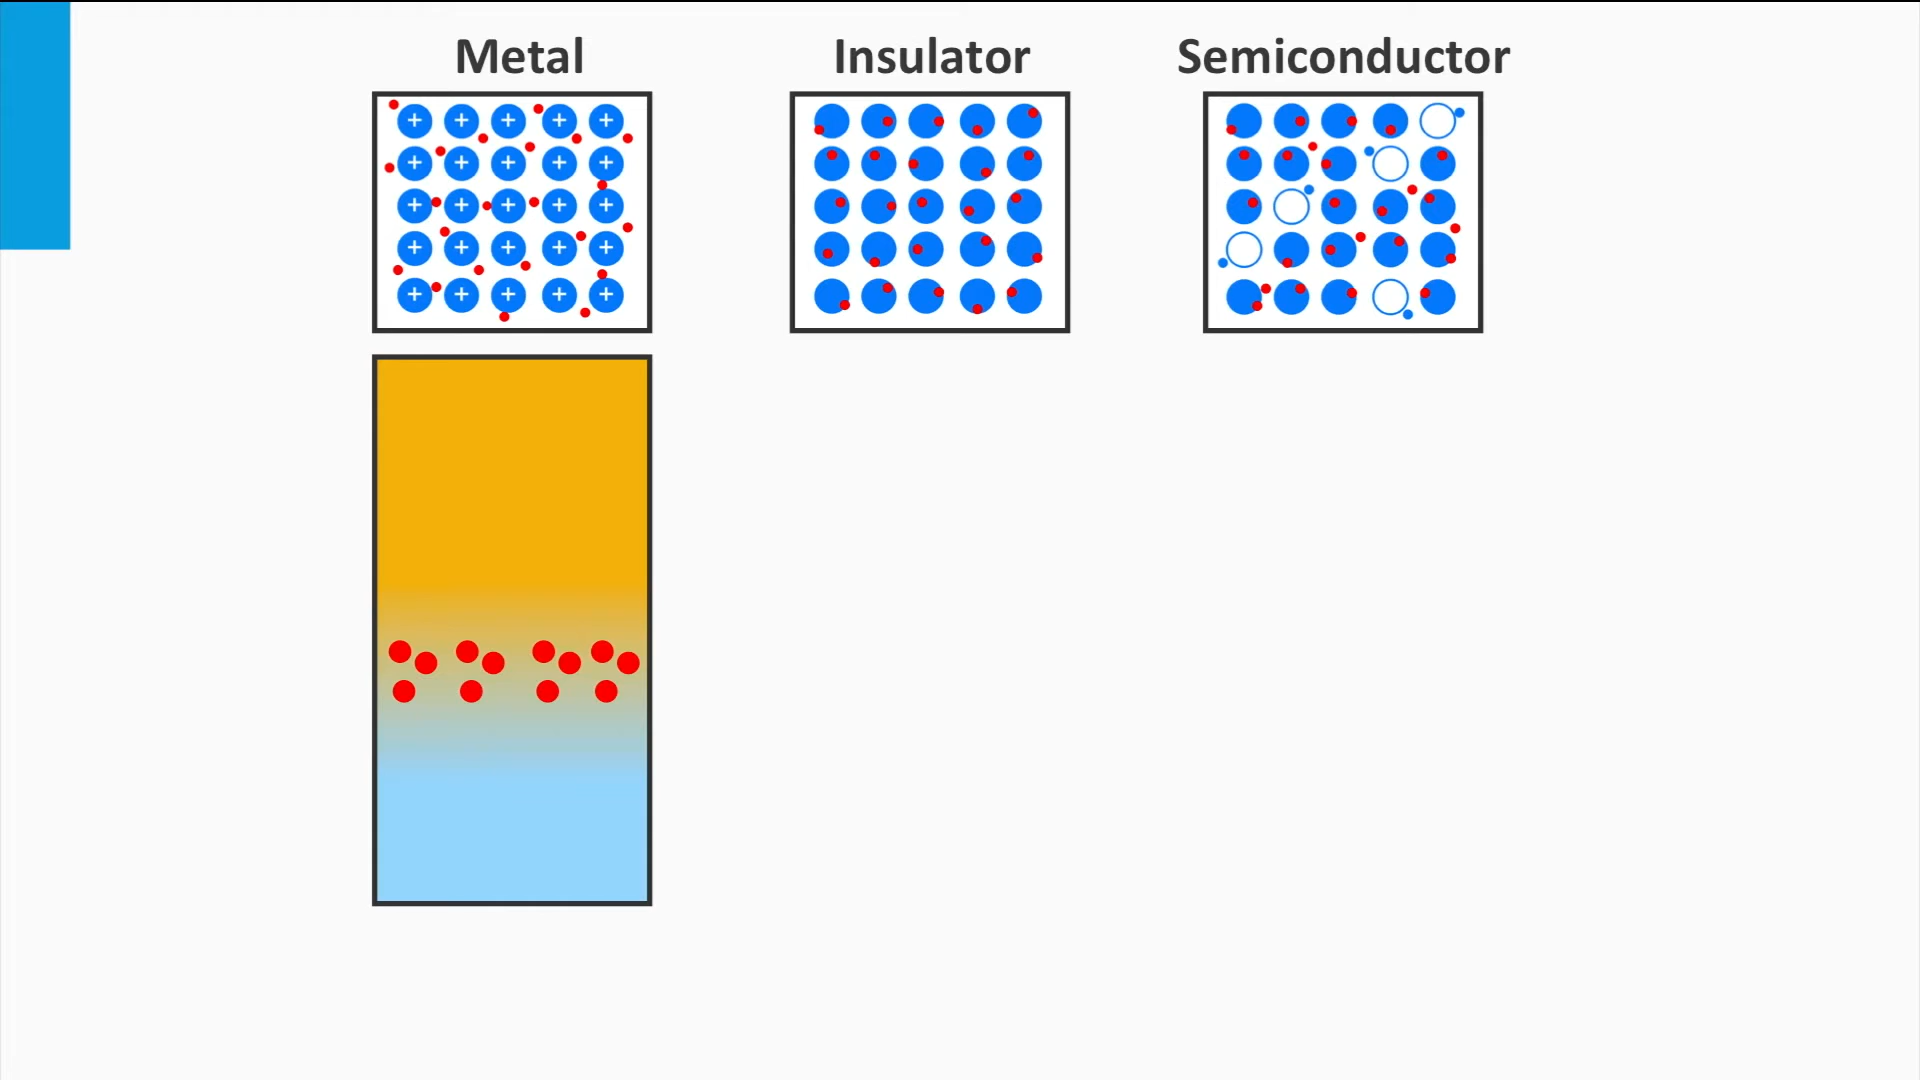 Metal
Insulator
Semiconductor
+ + + + +
+ + + + +
+ + + + +
+ + + + +
+ + + + +